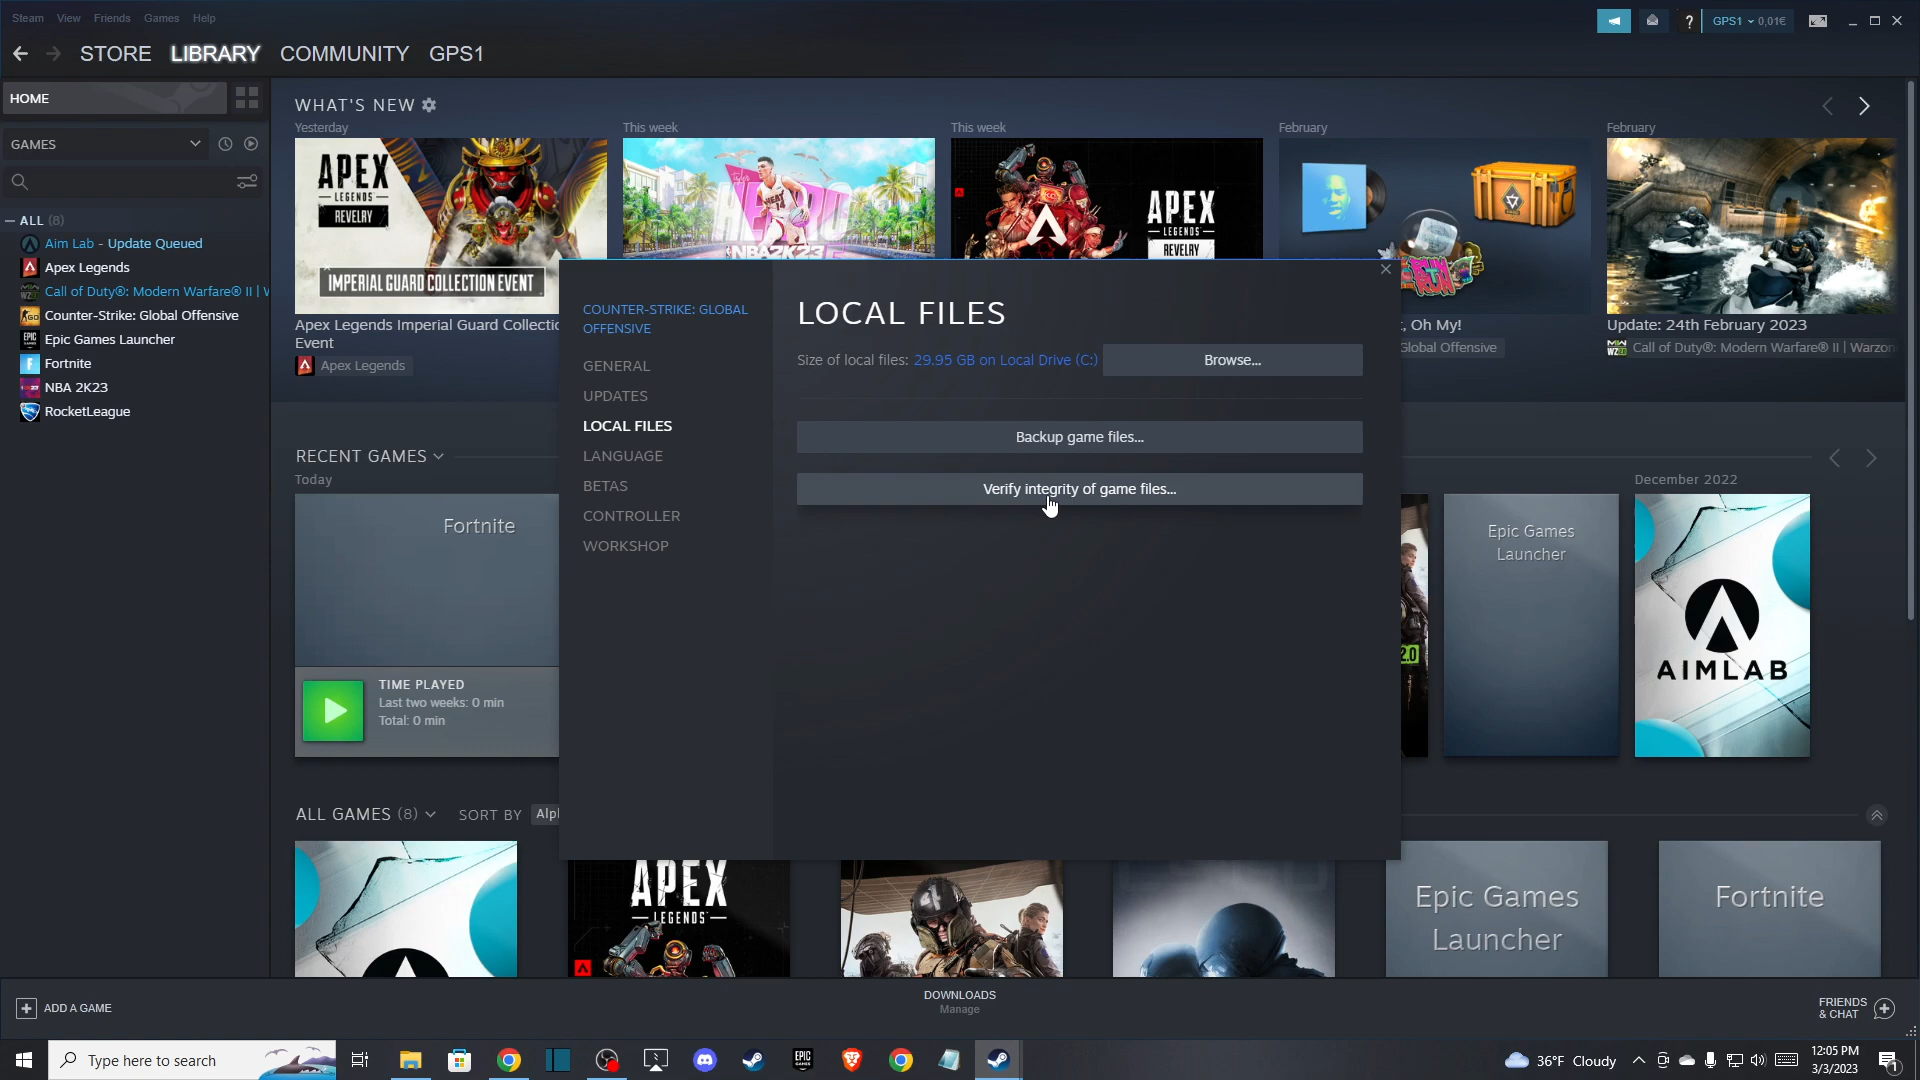 Steam View Friends Games Help
GPS1 0,01€
STORE LIBRARY COMMUNITY GPS1
HOME
GAMES
ALL (8)
Aim Lab - Update Queued
Apex Legends
Call of Duty®: Modern Warfare® II |
Counter-Strike: Global Offensive
Epic Games Launcher
Fortnite
NBA 2K23
RocketLeague
WHAT'S NEW
Yesterday
This week
This week
February
February
APEX
LEGENDS
REVELRY
IMPERIAL GUARD COLLECTION EVENT
HERO
NBA2K23
APEX
LEGENDS
REVELRY
Apex Legends Imperial Guard Collectio
Event
Apex Legends
, Oh My!
Global Offensive
Update: 24th February 2023
Call of Duty®: Modern Warfare® II | Warzon
COUNTER-STRIKE: GLOBAL
OFFENSIVE
GENERAL
UPDATES
LOCAL FILES
LANGUAGE
BETAS
CONTROLLER
WORKSHOP
LOCAL FILES
Size of local files: 29.95 GB on Local Drive (C:)
Browse...
Backup game files...
Verify integrity of game files...
RECENT GAMES
Today
December 2022
Fortnite
TIME PLAYED
Last two weeks: 0 min
Total: 0 min
2.0
Epic Games
Launcher
AIMLAB
ALL GAMES (8) SORT BY Alp
APEX
LEGENDS
Epic Games
Launcher
Fortnite
ADD A GAME
DOWNLOADS
Manage
FRIENDS
& CHAT
Type here to search
EPIC
GAMES
36°F Cloudy
12:05 PM
3/3/2023
1